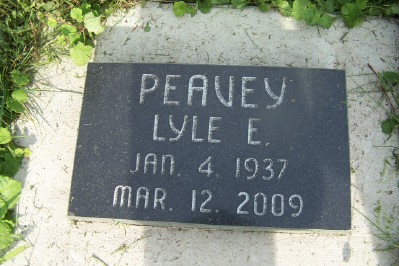 PEAVEY
LYLE E.
JAN. 4. 1937
MAR. 12. 2009